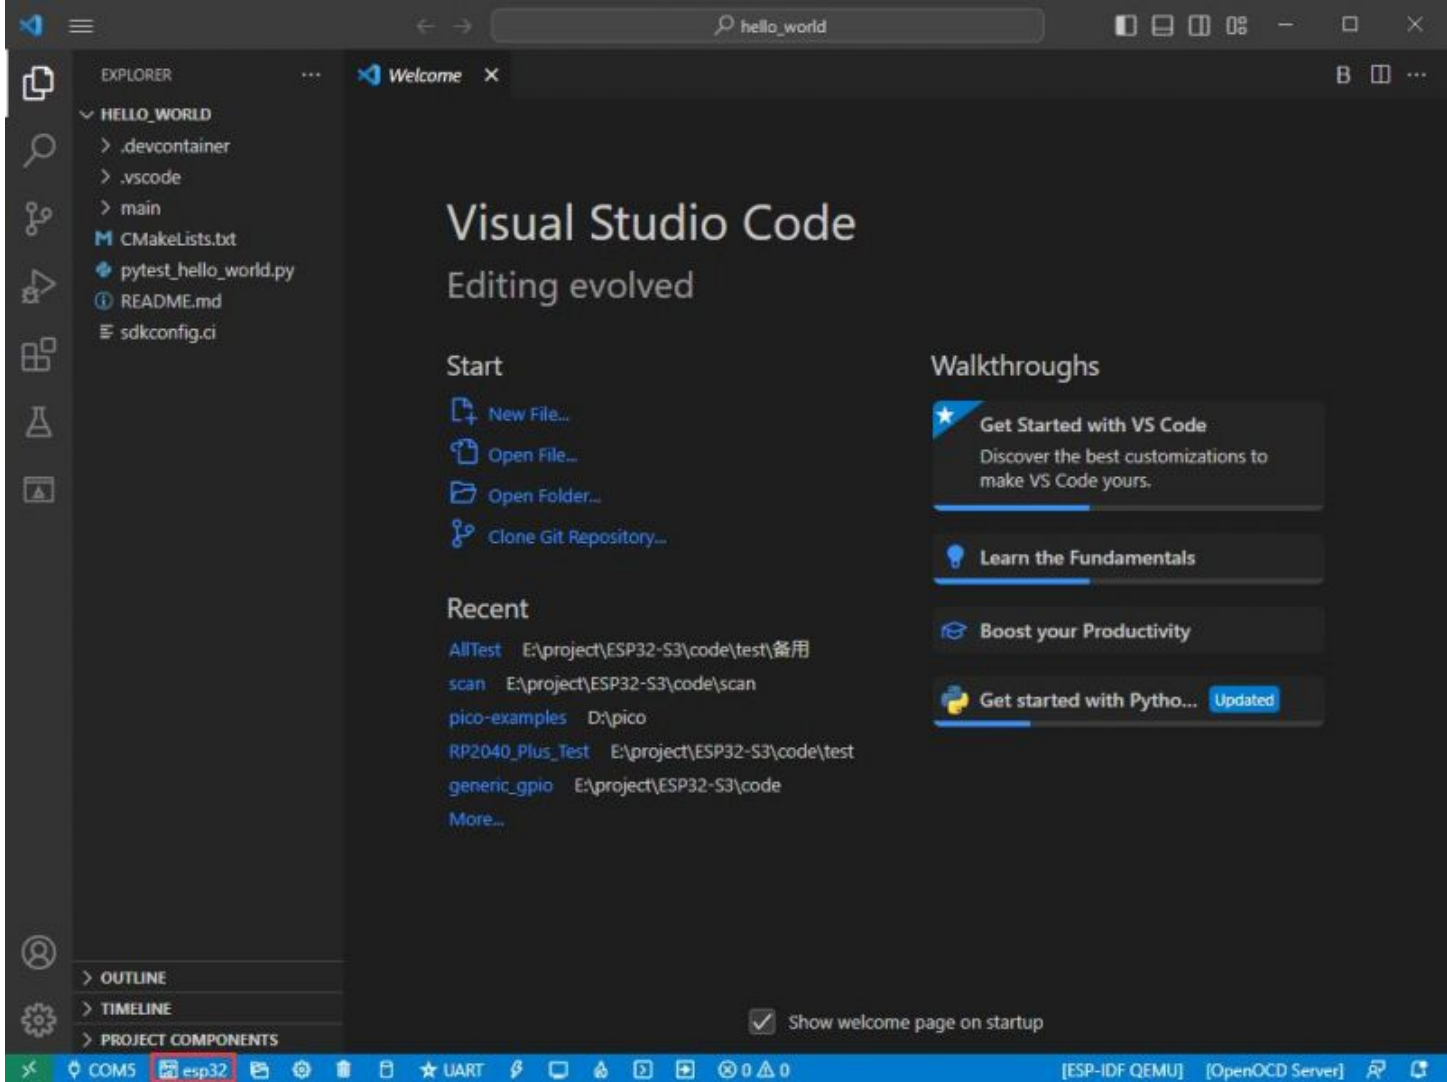 hello_world
EXPLORER
Welcome
HELLO_WORLD
.devcontainer
.vscode
main
CMakeLists.txt
pytest_hello_world.py
README.md
sdkconfig.ci
Visual Studio Code
Editing evolved
Start
New File...
Open File...
Open Folder...
Clone Git Repository...
Recent
AllTest E:\project\ESP32-S3\code\test\备用
scan E:\project\ESP32-S3\code\scan
pico-examples D:\pico
RP2040_Plus_Test E:\project\ESP32-S3\code\test
generic_gpio E:\project\ESP32-S3\code
More...
Walkthroughs
Get Started with VS Code
Discover the best customizations to
make VS Code yours.
Learn the Fundamentals
Boost your Productivity
Get started with Pytho... Updated
OUTLINE
TIMELINE
PROJECT COMPONENTS
Show welcome page on startup
COM5 esp32 UART 0 0 [ESP-IDF QEMU] [OpenOCD Server]